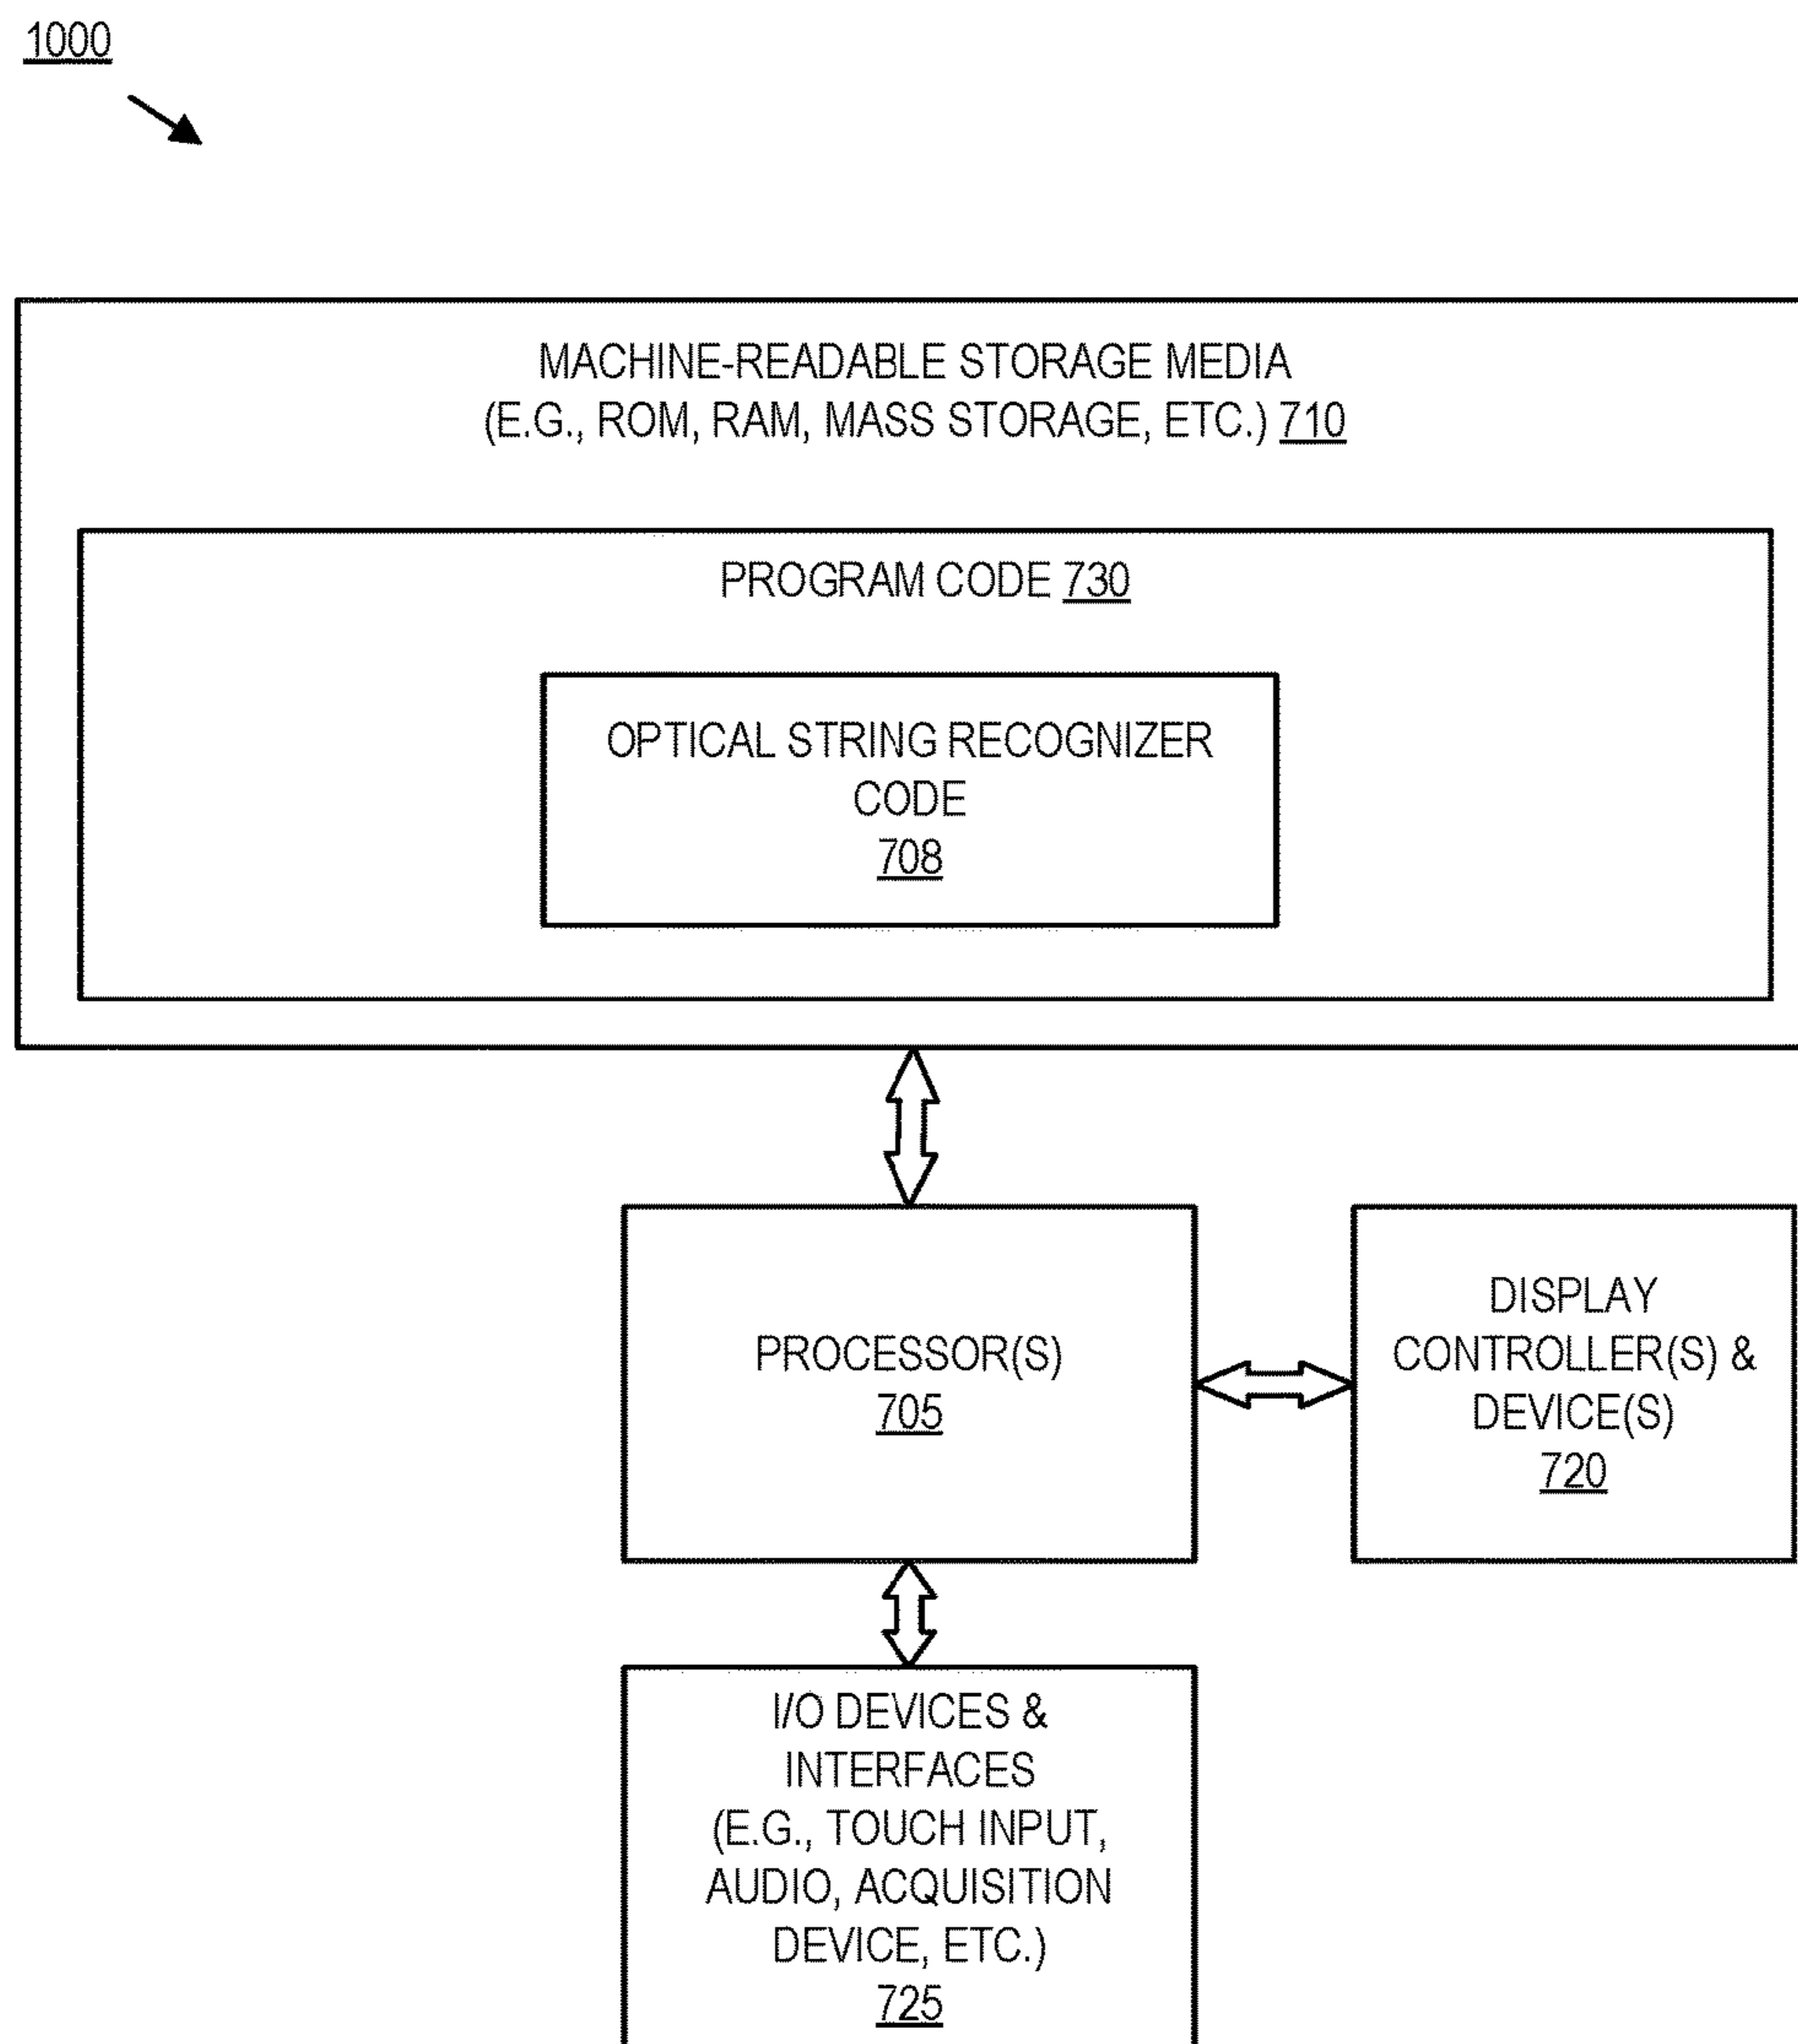 1000
MACHINE-READABLE STORAGE MEDIA
(E.G., ROM, RAM, MASS STORAGE, ETC.) 710
PROGRAM CODE 730
OPTICAL STRING RECOGNIZER
CODE
708
PROCESSOR(S)
705
DISPLAY
CONTROLLER(S) &
DEVICE(S)
720
I/O DEVICES &
INTERFACES
(E.G., TOUCH INPUT,
AUDIO, ACQUISITION
DEVICE, ETC.)
725